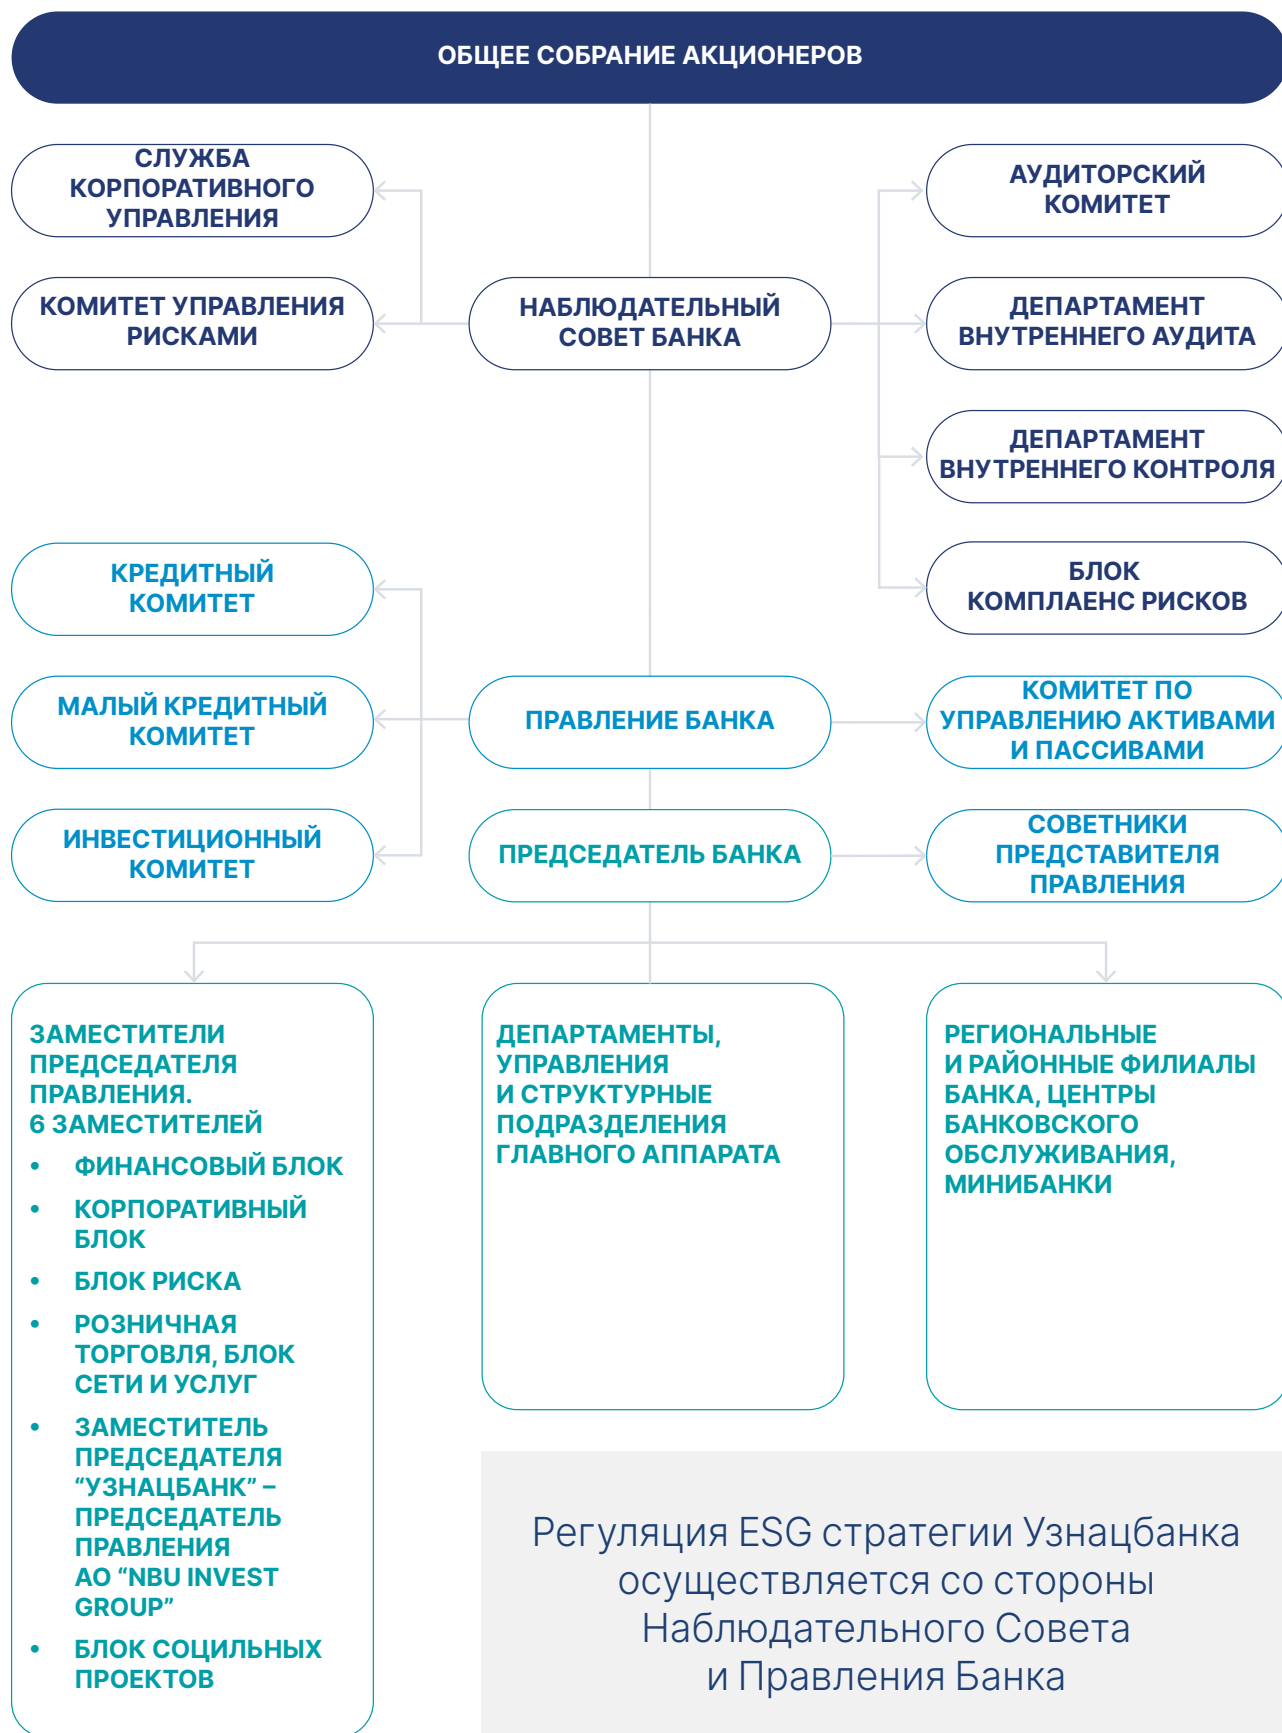 ОБЩЕЕ СОБРАНИЕ АКЦИОНЕРОВ
СЛУЖБА
КОРПОРАТИВНОГО
УПРАВЛЕНИЯ
АУДИТОРСКИЙ
КОМИТЕТ
КОМИТЕТ УПРАВЛЕНИЯ
РИСКАМИ
НАБЛЮДАТЕЛЬНЫЙ
СОВЕТ БАНКА
ДЕПАРТАМЕНТ
ВНУТРЕННЕГО АУДИТА
ДЕПАРТАМЕНТ
ВНУТРЕННЕГО КОНТРОЛЯ
КРЕДИТНЫЙ
КОМИТЕТ
БЛОК
КОМПЛАЕНС РИСКОВ
МАЛЫЙ КРЕДИТНЫЙ
КОМИТЕТ
ПРАВЛЕНИЕ БАНКА
КОМИТЕТ ПО
УПРАВЛЕНИЮ АКТИВАМИ
И ПАССИВАМИ
ИНВЕСТИЦИОННЫЙ
КОМИТЕТ
ПРЕДСЕДАТЕЛЬ БАНКА
СОВЕТНИКИ
ПРЕДСТАВИТЕЛЯ
ПРАВЛЕНИЯ
ЗАМЕСТИТЕЛИ
ПРЕДСЕДАТЕЛЯ
ПРАВЛЕНИЯ.
6 ЗАМЕСТИТЕЛЕЙ
• ФИНАНСОВЫЙ БЛОК
• КОРПОРАТИВНЫЙ
БЛОК
• БЛОК РИСКА
• РОЗНИЧНАЯ
ТОРГОВЛЯ, БЛОК
СЕТИ И УСЛУГ
• ЗАМЕСТИТЕЛЬ
ПРЕДСЕДАТЕЛЯ
“УЗНАЦБАНК” –
ПРЕДСЕДАТЕЛЬ
ПРАВЛЕНИЯ
АО “NBU INVEST
GROUP”
• БЛОК СОЦИЛЬНЫХ
ПРОЕКТОВ
ДЕПАРТАМЕНТЫ,
УПРАВЛЕНИЯ
И СТРУКТУРНЫЕ
ПОДРАЗДЕЛЕНИЯ
ГЛАВНОГО АППАРАТА
РЕГИОНАЛЬНЫЕ
И РАЙОННЫЕ ФИЛИАЛЫ
БАНКА, ЦЕНТРЫ
БАНКОВСКОГО
ОБСЛУЖИВАНИЯ,
МИНИБАНКИ
Регуляция ESG стратегии Узнацбанка
осуществляется со стороны
Наблюдательного Совета
и Правления Банка